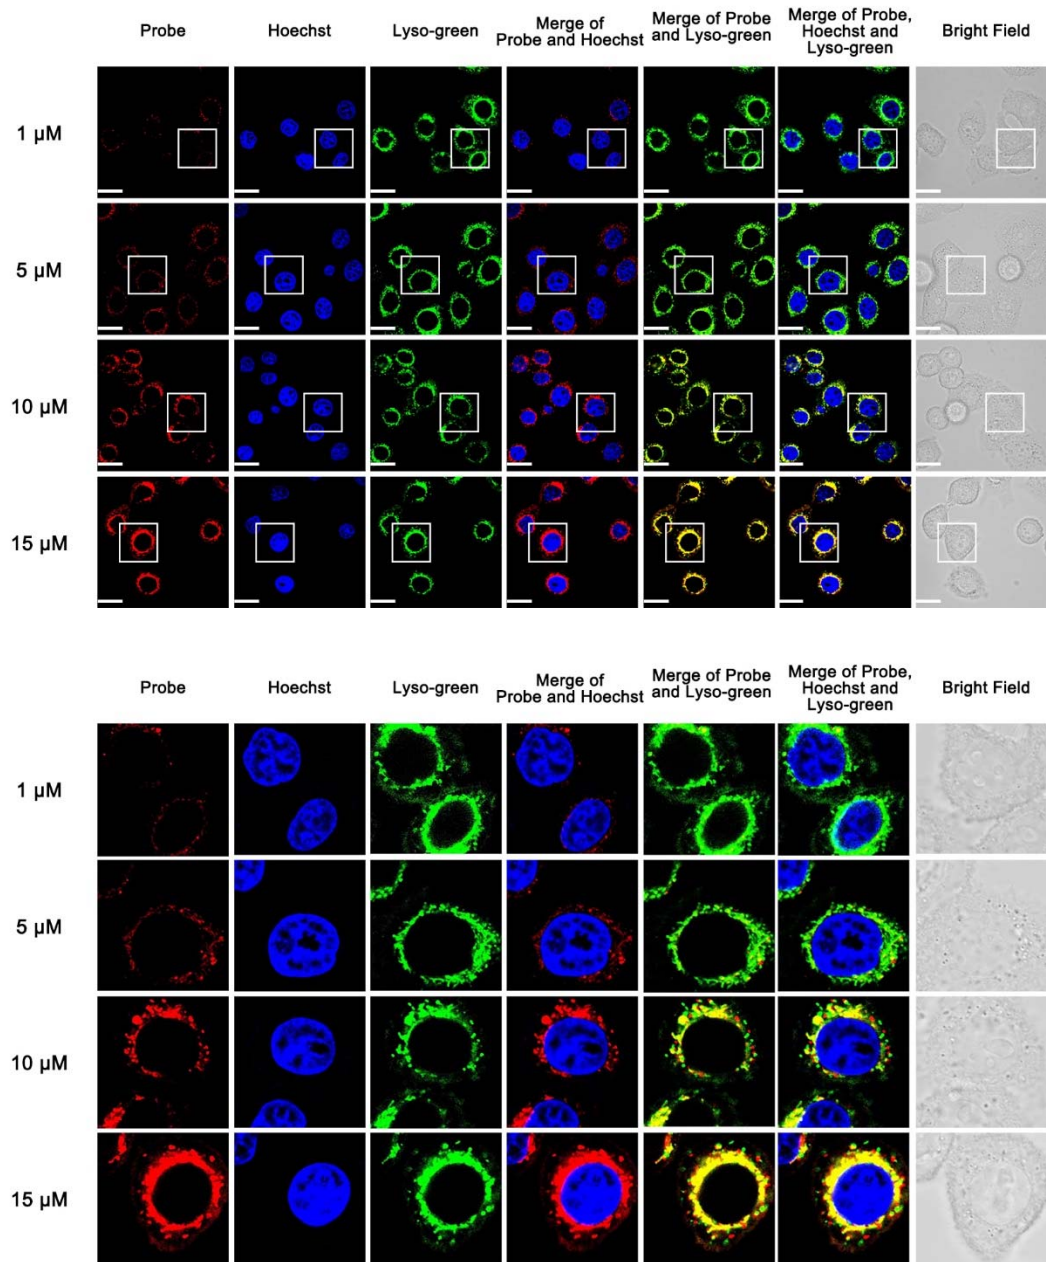 Probe
Hoechst
Lyso-green
Merge of
Probe and Hoechst
Merge of Probe
and Lyso-green
Merge of Probe,
Hoechst and
Lyso-green
Bright Field
1 μM
5 μM
10 μM
15 μM
Probe
Hoechst
Lyso-green
Merge of
Probe and Hoechst
Merge of Probe
and Lyso-green
Merge of Probe,
Hoechst and
Lyso-green
Bright Field
1 μM
5 μM
10 μM
15 μM